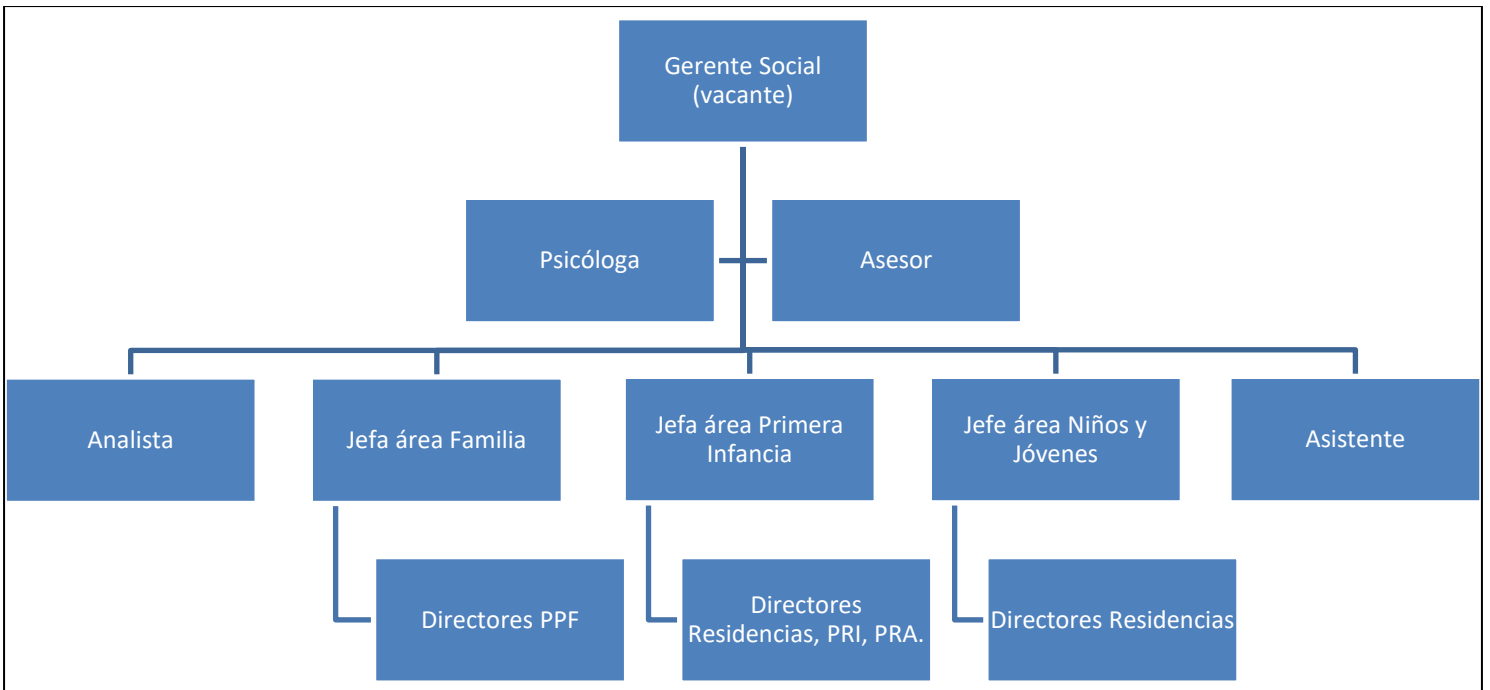 Gerente Social
(vacante)
Psicóloga
Asesor
Analista
Jefa área Familia
Jefa área Primera
Infancia
Jefe área Niños y
Jóvenes
Asistente
Directores PPF
Directores
Residencias, PRI, PRA.
Directores Residencias